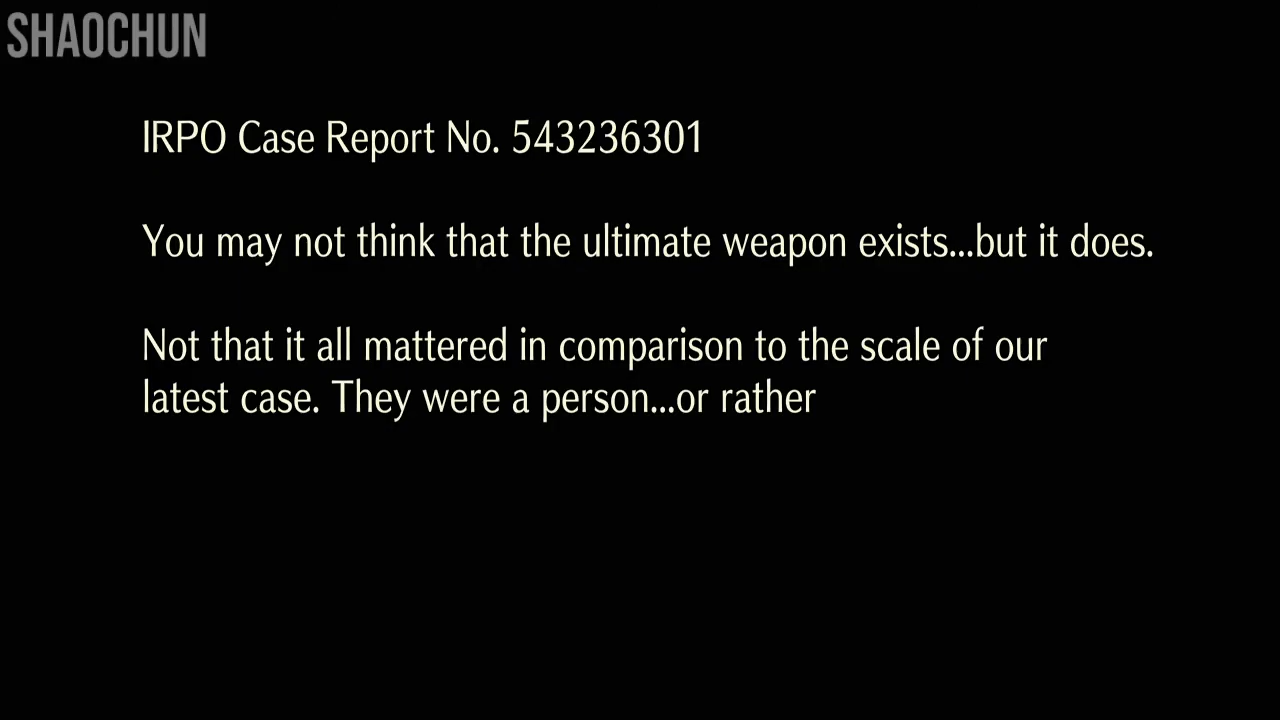 SHAOCHUN
IRPO Case Report No. 543236301
You may not think that the ultimate weapon exists...but it does.
Not that it all mattered in comparison to the scale of our
latest case. They were a person...or rather